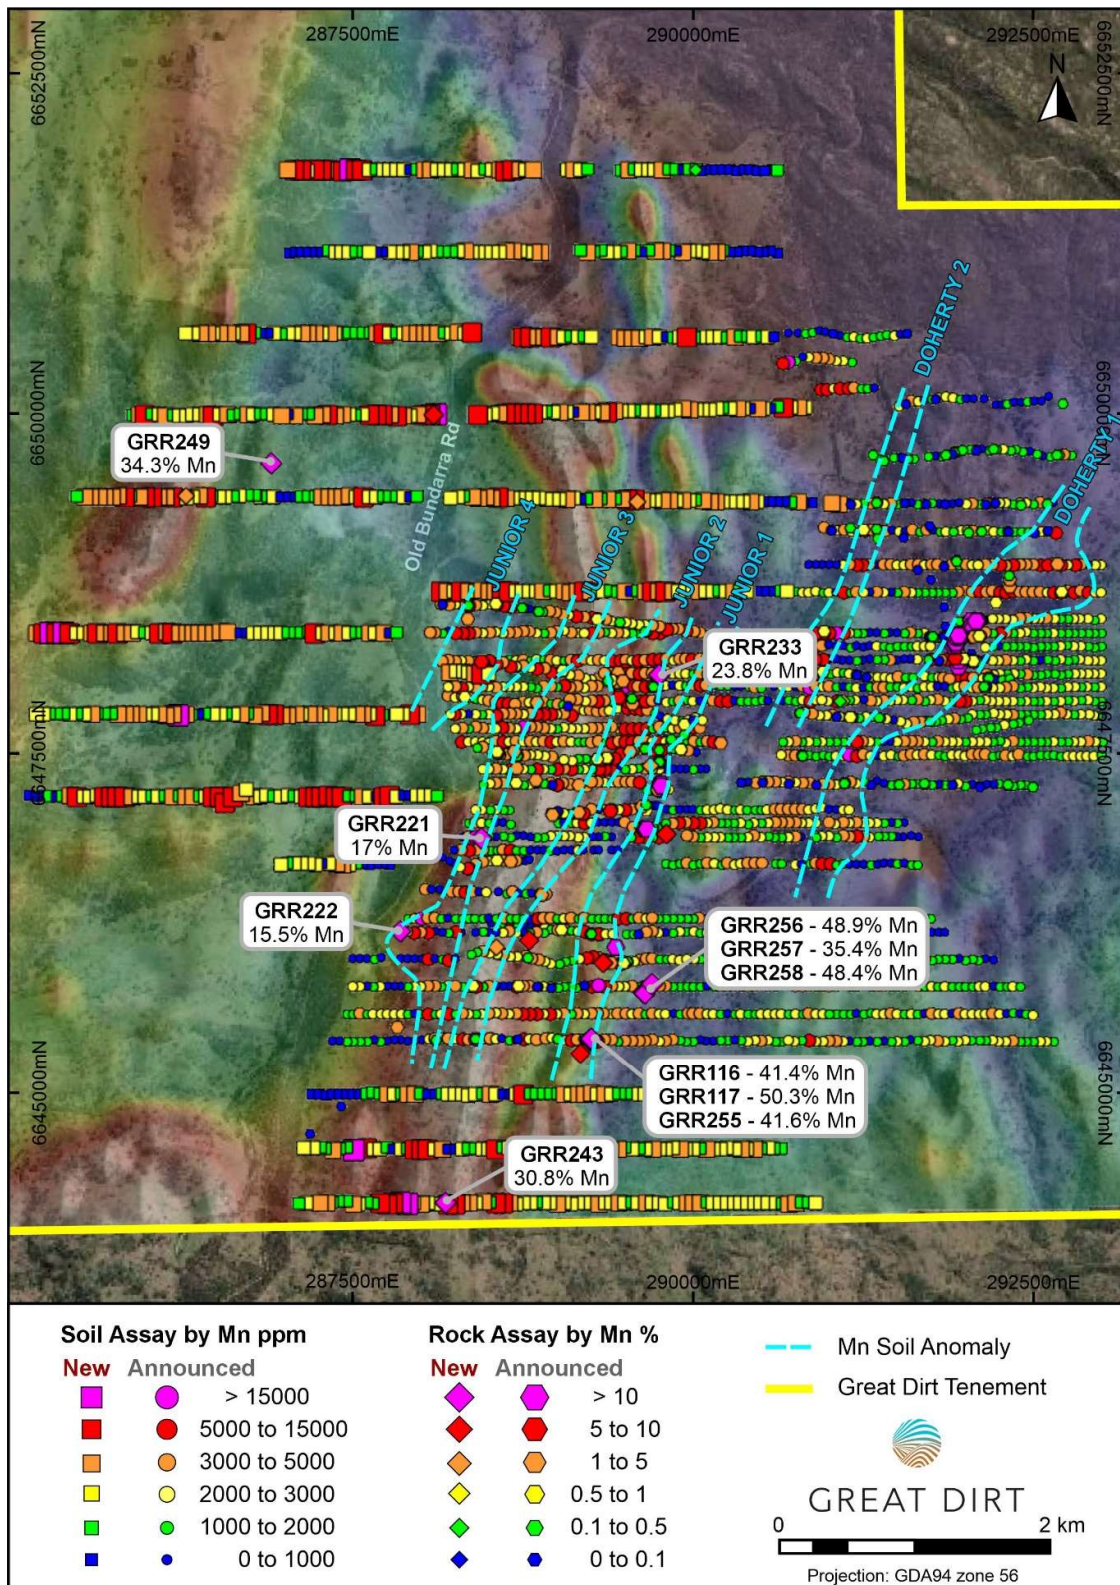 287500mE
290000mE
292500mE
6652500mN
6652500mN
N
DOHERTY 2
6650000mN
6650000mN
GRR249
34.3% Mn
Old Bundarra Rd
DOHERTY 1
JUNIOR 4
JUNIOR 3
JUNIOR 2
JUNIOR 1
GRR233
23.8% Mn
6647500mN
6647500mN
GRR221
17% Mn
GRR222
15.5% Mn
GRR256 - 48.9% Mn
GRR257 - 35.4% Mn
GRR258 - 48.4% Mn
6645000mN
6645000mN
GRR116 - 41.4% Mn
GRR117 - 50.3% Mn
GRR255 - 41.6% Mn
GRR243
30.8% Mn
287500mE
290000mE
292500mE
Soil Assay by Mn ppm
New Announced
> 15000
5000 to 15000
3000 to 5000
2000 to 3000
1000 to 2000
0 to 1000
Rock Assay by Mn %
New Announced
> 10
5 to 10
1 to 5
0.5 to 1
0.1 to 0.5
0 to 0.1
Mn Soil Anomaly
Great Dirt Tenement
GREAT DIRT
0 2 km
Projection: GDA94 zone 56